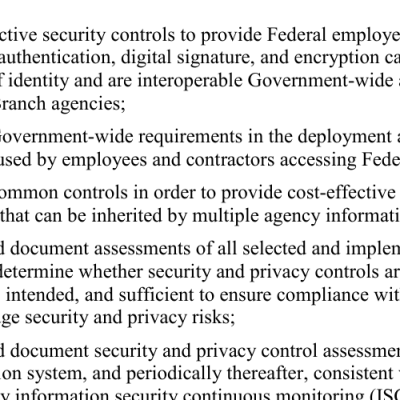 ctive security controls to provide Federal employe
authentication, digital signature, and encryption ca
f identity and are interoperable Government-wide
Branch agencies;
Government-wide requirements in the deployment a
used by employees and contractors accessing Fede
ommon controls in order to provide cost-effective
that can be inherited by multiple agency informati
d document assessments of all selected and implem
determine whether security and privacy controls ar
intended, and sufficient to ensure compliance wit
ge security and privacy risks;
d document security and privacy control assessmen
ion system, and periodically thereafter, consistent
y information security continuous monitoring (ISC